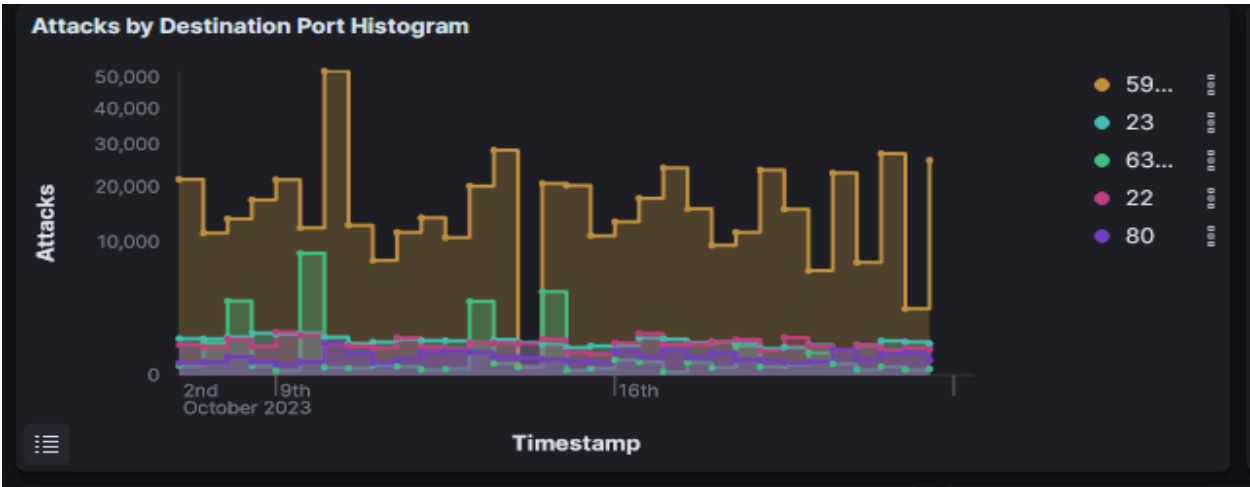 Attacks by Destination Port Histogram
50,000
40,000
30,000
20,000
10,000
0
Attacks
2nd
October 2023
9th
16th
Timestamp
59...
23
63...
22
80